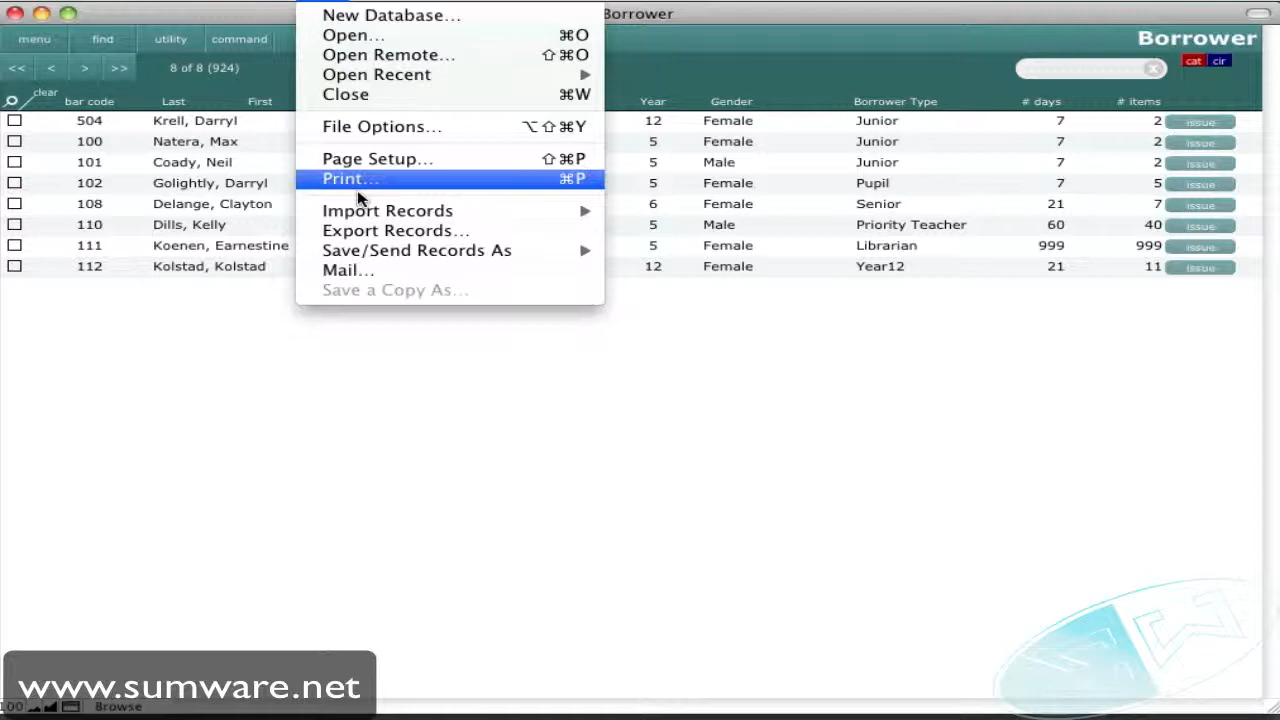 Borrower
New Database...
Open... ⌘O
Open Remote... ⇧⌘O
Open Recent ▶
Close ⌘W
File Options... ⌥⇧⌘Y
Page Setup... ⇧⌘P
Print... ⌘P
Import Records ▶
Export Records...
Save/Send Records As ▶
Mail...
Save a Copy As...
menu find utility command
Borrower
<< < > >> 8 of 8 (924)
cat cir
clear
bar code Last First Year Gender Borrower Type # days # items
504 Krell, Darryl 12 Female Junior 7 2 issue
100 Natera, Max 5 Female Junior 7 2 issue
101 Coady, Neil 5 Male Junior 7 2 issue
102 Golightly, Darryl 5 Female Pupil 7 5 issue
108 Delange, Clayton 6 Female Senior 21 7 issue
110 Dills, Kelly 5 Male Priority Teacher 60 40 issue
111 Koenen, Earnestine 5 Female Librarian 999 999 issue
112 Kolstad, Kolstad 12 Female Year12 21 11 issue
www.sumware.net
100 Browse